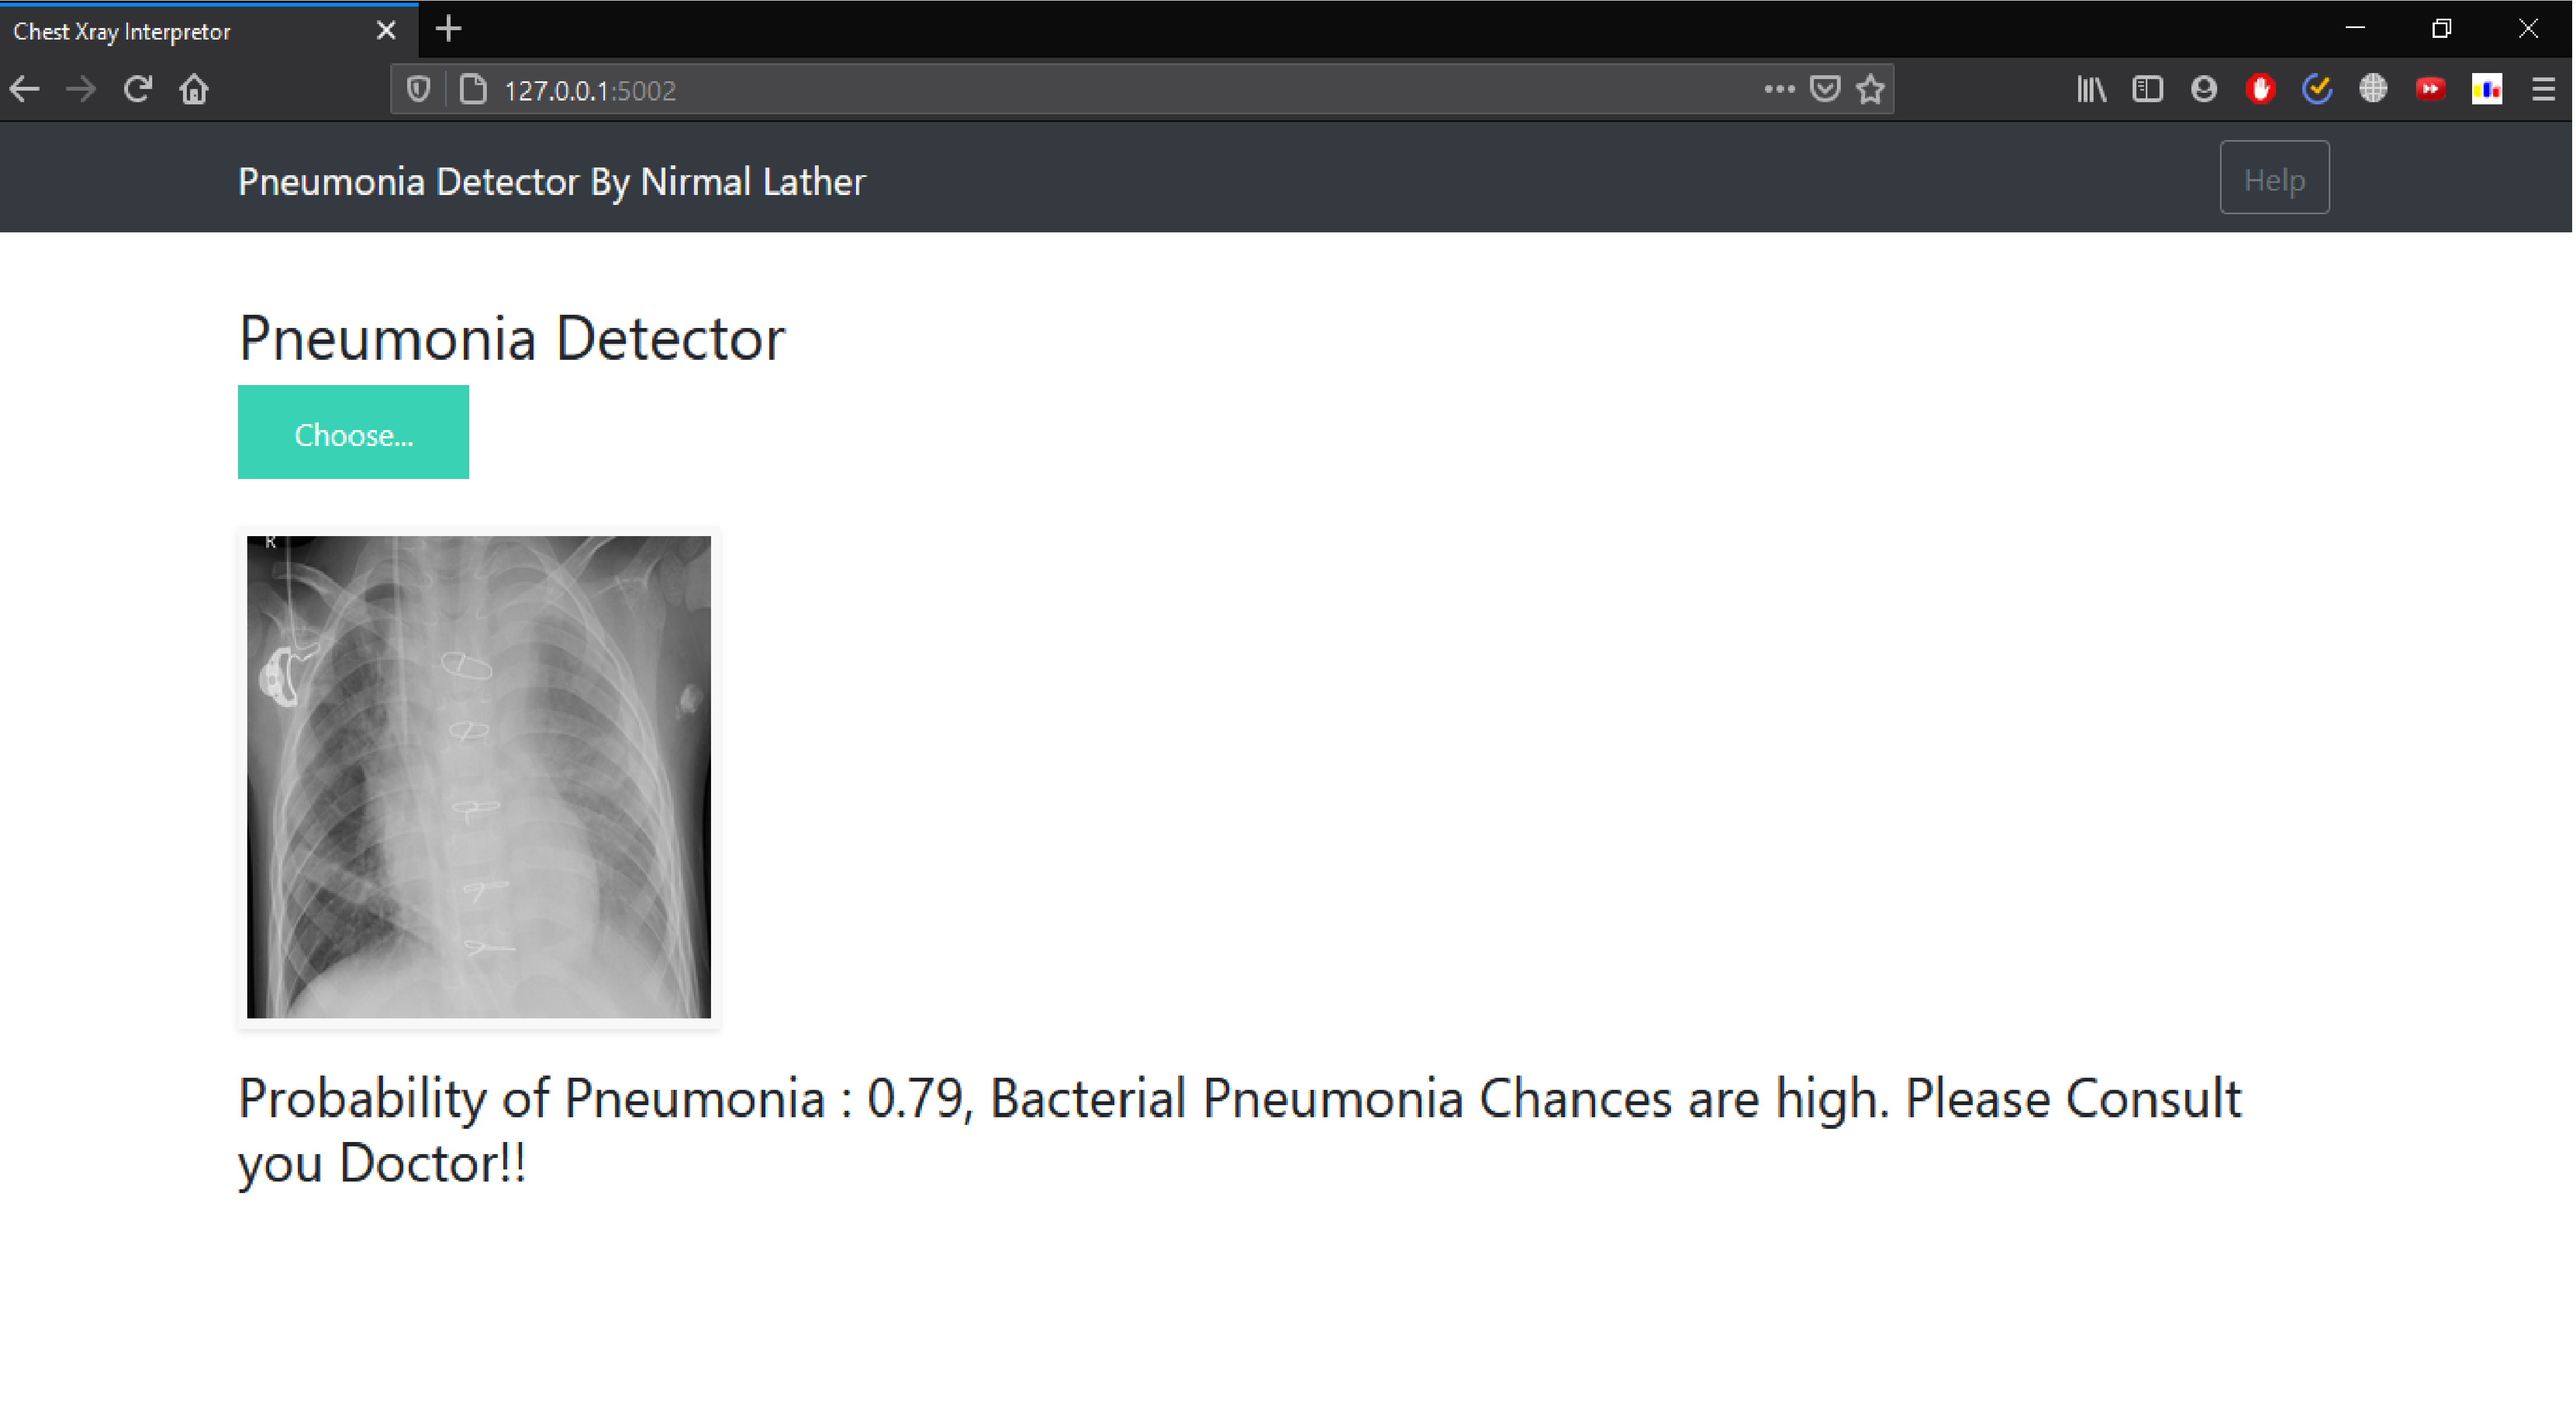 Chest Xray Interpretor
127.0.0.1:5002
Pneumonia Detector By Nirmal Lather
Help
Pneumonia Detector
Choose...
R
Probability of Pneumonia : 0.79, Bacterial Pneumonia Chances are high. Please Consult
you Doctor!!